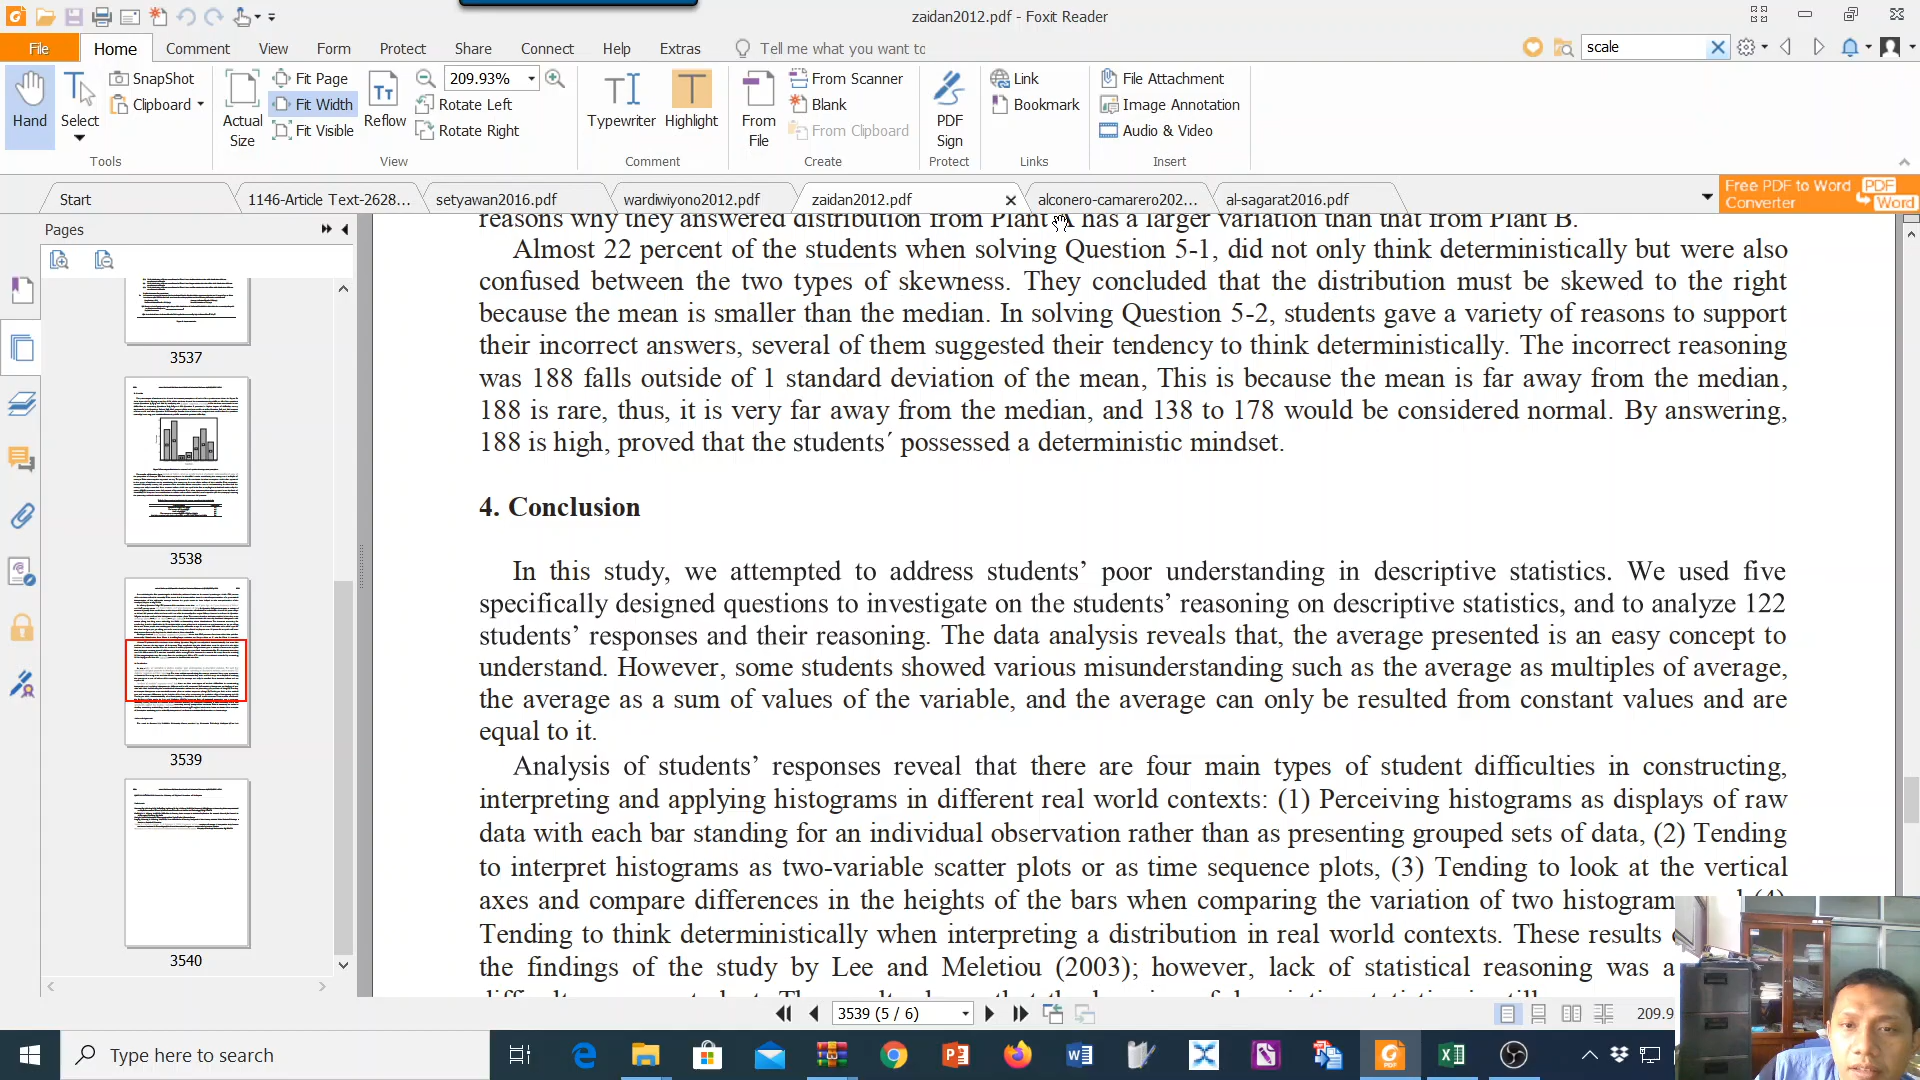 zaidan2012.pdf - Foxit Reader
File
Home
Comment
View
Form
Protect
Share
Connect
Help
Extras
Tell me what you want to
scale
SnapShot
Clipboard
Hand
Select
Tools
Actual
Size
Fit Page
Fit Width
Fit Visible
Reflow
209.93%
Rotate Left
Rotate Right
View
Typewriter
Highlight
Comment
From
File
From Scanner
Blank
From Clipboard
Create
PDF
Sign
Protect
Link
Bookmark
Links
File Attachment
Image Annotation
Audio & Video
Insert
Start
1146-Article Text-2628...
setyawan2016.pdf
wardiwiyono2012.pdf
zaidan2012.pdf
alconero-camarero202...
al-sagarat2016.pdf
Free PDF to Word
Converter
PDF
Word
Pages
3537
3538
3539
3540
reasons why they answered distribution from Plant A has a larger variation than that from Plant B.
Almost 22 percent of the students when solving Question 5-1, did not only think deterministically but were also
confused between the two types of skewness. They concluded that the distribution must be skewed to the right
because the mean is smaller than the median. In solving Question 5-2, students gave a variety of reasons to support
their incorrect answers, several of them suggested their tendency to think deterministically. The incorrect reasoning
was 188 falls outside of 1 standard deviation of the mean, This is because the mean is far away from the median,
188 is rare, thus, it is very far away from the median, and 138 to 178 would be considered normal. By answering,
188 is high, proved that the students´ possessed a deterministic mindset.
4. Conclusion
In this study, we attempted to address students’ poor understanding in descriptive statistics. We used five
specifically designed questions to investigate on the students’ reasoning on descriptive statistics, and to analyze 122
students’ responses and their reasoning. The data analysis reveals that, the average presented is an easy concept to
understand. However, some students showed various misunderstanding such as the average as multiples of average,
the average as a sum of values of the variable, and the average can only be resulted from constant values and are
equal to it.
Analysis of students’ responses reveal that there are four main types of student difficulties in constructing,
interpreting and applying histograms in different real world contexts: (1) Perceiving histograms as displays of raw
data with each bar standing for an individual observation rather than as presenting grouped sets of data, (2) Tending
to interpret histograms as two-variable scatter plots or as time sequence plots, (3) Tending to look at the vertical
axes and compare differences in the heights of the bars when comparing the variation of two histogram
Tending to think deterministically when interpreting a distribution in real world contexts. These results
the findings of the study by Lee and Meletiou (2003); however, lack of statistical reasoning was a
3539 (5 / 6)
209.9
Type here to search